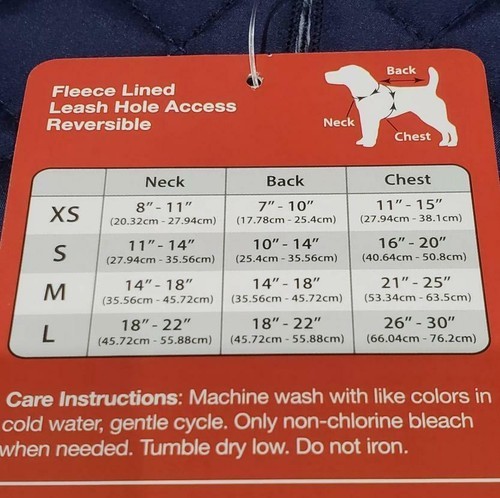 Fleece Lined
Leash Hole Access
Reversible
Back
Neck
Chest
Neck Back Chest
XS 8" - 11" 7" - 10" 11" - 15"
(20.32cm - 27.94cm) (17.78cm - 25.4cm) (27.94cm - 38.1cm)
S 11" - 14" 10" - 14" 16" - 20"
(27.94cm - 35.56cm) (25.4cm - 35.56cm) (40.64cm - 50.8cm)
M 14" - 18" 14" - 18" 21" - 25"
(35.56cm - 45.72cm) (35.56cm - 45.72cm) (53.34cm - 63.5cm)
L 18" - 22" 18" - 22" 26" - 30"
(45.72cm - 55.88cm) (45.72cm - 55.88cm) (66.04cm - 76.2cm)
Care Instructions: Machine wash with like colors in
cold water, gentle cycle. Only non-chlorine bleach
when needed. Tumble dry low. Do not iron.